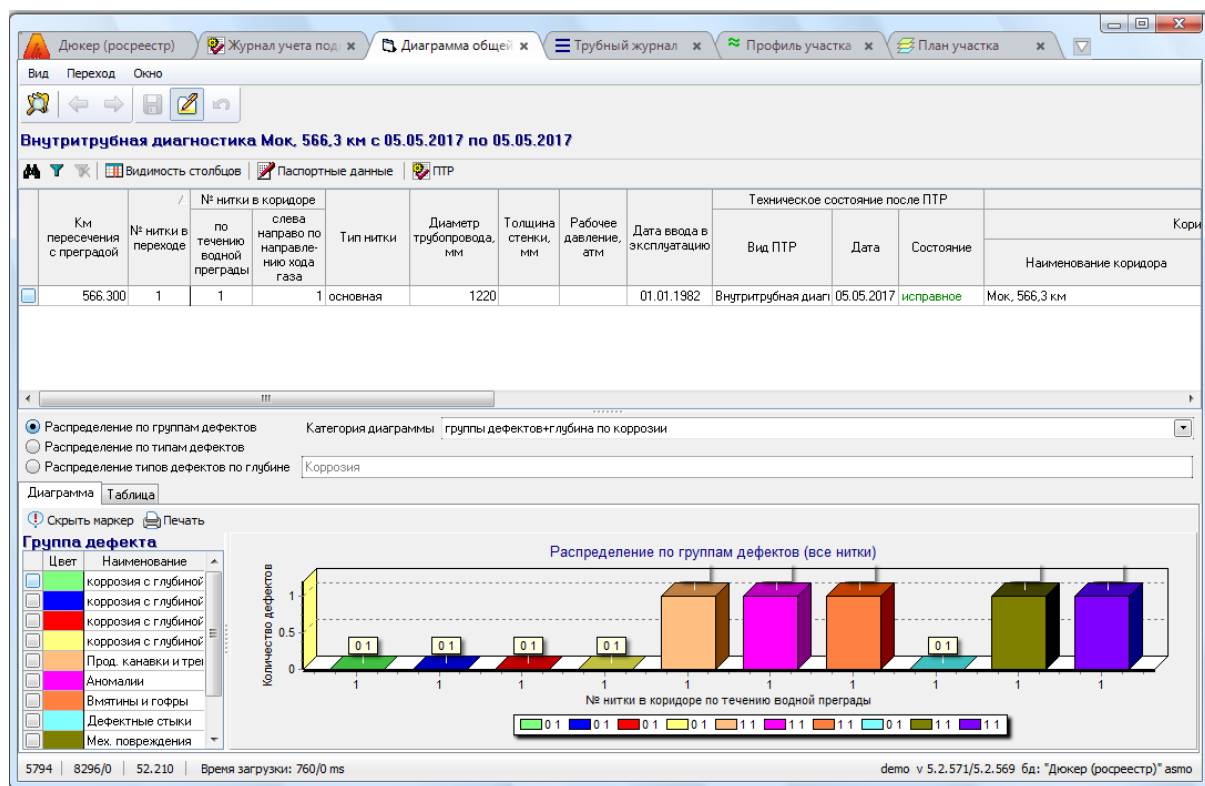 Дюкер (росреестр) Журнал учета под Диаграмма общей Трубный журнал Профиль участка План участка
Вид Переход Окно
Внутритрубная диагностика Мок, 566,3 км с 05.05.2017 по 05.05.2017
Видимость столбцов Паспортные данные ПТР
Км пересечения с преградой
№ нитки в переходе
№ нитки в коридоре
по течению водной преграды
слева направо по направле-нию хода газа
Тип нитки
Диаметр трубопровода, мм
Толщина стенки, мм
Рабочее давление, атм
Дата ввода в эксплуатацию
Техническое состояние после ПТР
Вид ПТР
Дата
Состояние
Кори
Наименование коридора
566.300 1 1 1 основная 1220 01.01.1982 Внутритрубная диагн 05.05.2017 исправное Мок, 566,3 км
Распределение по группам дефектов Категория диаграммы группы дефектов+глубина по коррозии
Распределение по типам дефектов
Распределение типов дефектов по глубине Коррозия
Диаграмма Таблица
Скрыть маркер Печать
Группа дефекта
Цвет Наименование
коррозия с глубиной
коррозия с глубиной
коррозия с глубиной
коррозия с глубиной
Прод. канавки и трещ
Аномалии
Вмятины и гофры
Дефектные стыки
Мех. повреждения
Распределение по группам дефектов (все нитки)
Количество дефектов
1
0.5
0
0 1 0 1 0 1 0 1 0 1
1 1 1 1 1 1 1 1 1 1
№ нитки в коридоре по течению водной преграды
0 1 0 1 0 1 0 1 1 1 1 1 1 1 0 1 1 1 1 1
5794 8296/0 52.210 Время загрузки: 760/0 ms demo v 5.2.571/5.2.569 бд: "Дюкер (росреестр)" asmo